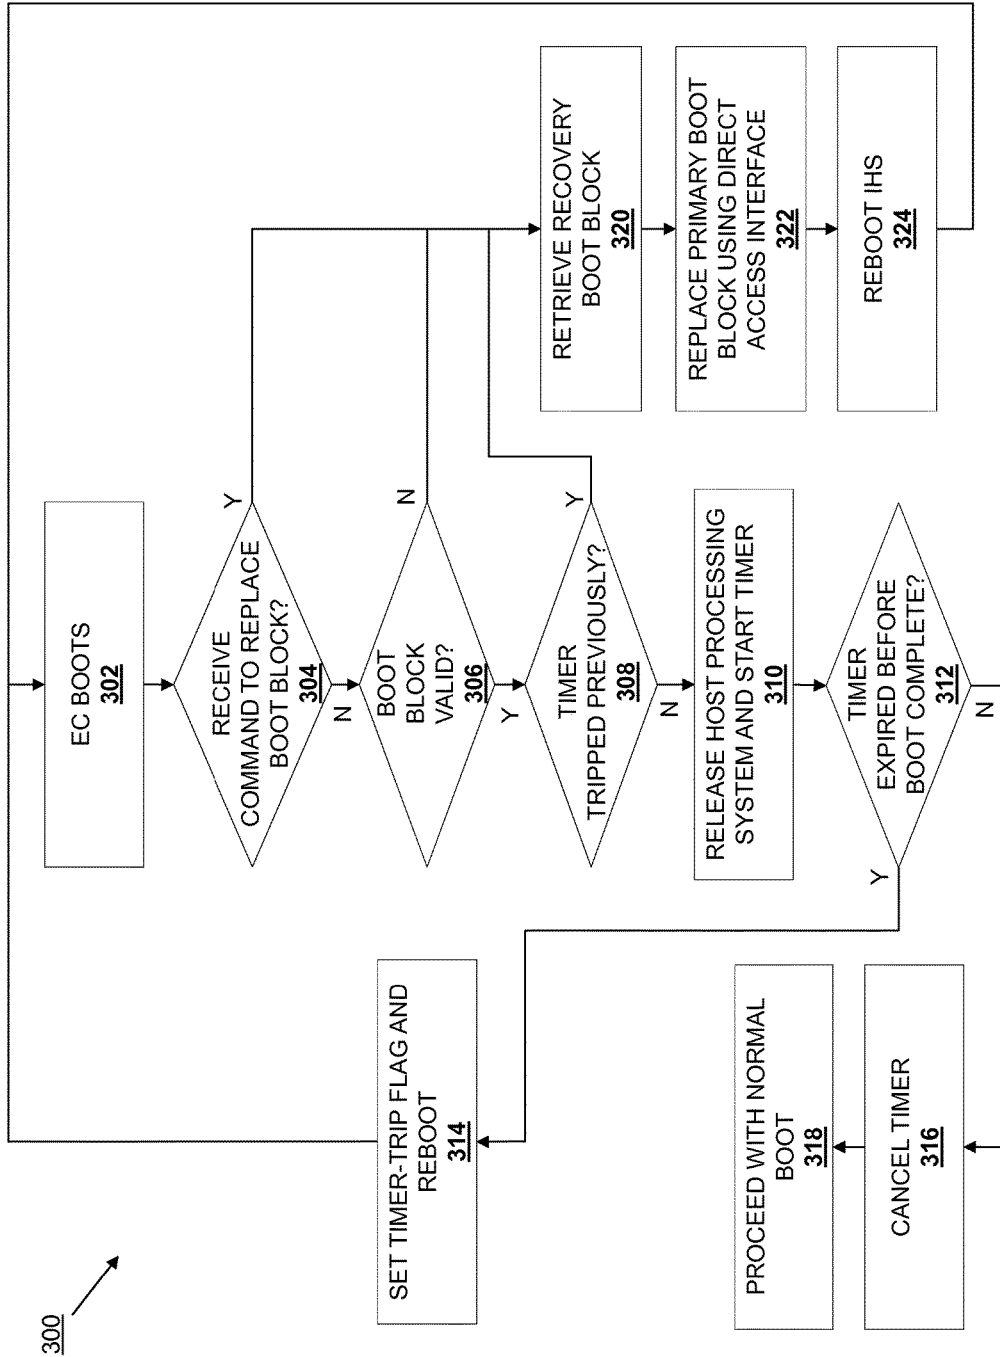 300
EC BOOTS
302
RECEIVE
COMMAND TO REPLACE
BOOT BLOCK?
304
Y
N
BOOT
BLOCK
VALID?
306
N
Y
TIMER
TRIPPED PREVIOUSLY?
308
Y
N
RELEASE HOST PROCESSING
SYSTEM AND START TIMER
310
TIMER
EXPIRED BEFORE
BOOT COMPLETE?
312
Y
N
SET TIMER-TRIP FLAG AND
REBOOT
314
CANCEL TIMER
316
PROCEED WITH NORMAL
BOOT
318
RETRIEVE RECOVERY
BOOT BLOCK
320
REPLACE PRIMARY BOOT
BLOCK USING DIRECT
ACCESS INTERFACE
322
REBOOT IHS
324